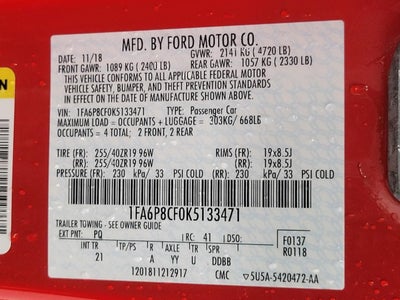 MFD. BY FORD MOTOR CO.
11/18 GVWR: 2141 KG ( 4720 LB)
FRONT GAWR: 1089 KG ( 2400 LB) REAR GAWR: 1057 KG ( 2330 LB)
THIS VEHICLE CONFORMS TO ALL APPLICABLE FEDERAL MOTOR
VEHICLE SAFETY, BUMPER, AND THEFT PREVENTION STANDARDS
IN EFFECT ON THE DATE OF MANUFACTURE SHOWN ABOVE.
VIN: 1FA6P8CF0K5133471 TYPE: Passenger Car
MAXIMUM LOAD = OCCUPANTS + LUGGAGE = 303KG/ 668LB
OCCUPANTS = 4 TOTAL; 2 FRONT, 2 REAR
TIRE (FR): 255/40ZR19 96W RIM (FR): 19x8.5J
(RR): 255/40ZR19 96W (RR): 19x8.5J
PRESSURE (FR): 230 kPa/ 33 PSI COLD (RR): 230 kPa/ 33 PSI COLD
1FA6P8CF0K5133471
TRAILER TOWING - SEE OWNER GUIDE
EXT PNT: PQ RC: 41 DSO: F0137
INT TR TP/PS R AXLE TR SPR R0118
21 A YY U DDBB
1201811212917 CMC 5U5A-5420472-AA